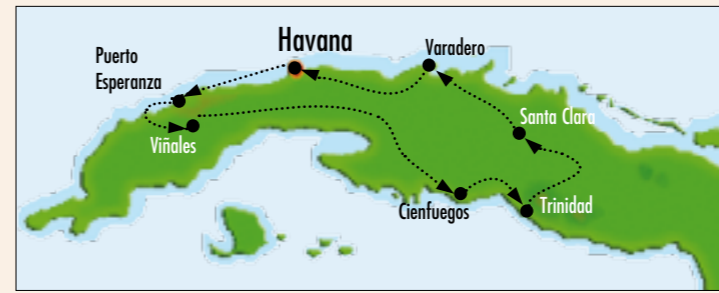 Havana
Varadero
Puerto
Esperanza
Santa Clara
Viñales
Cienfuegos
Trinidad